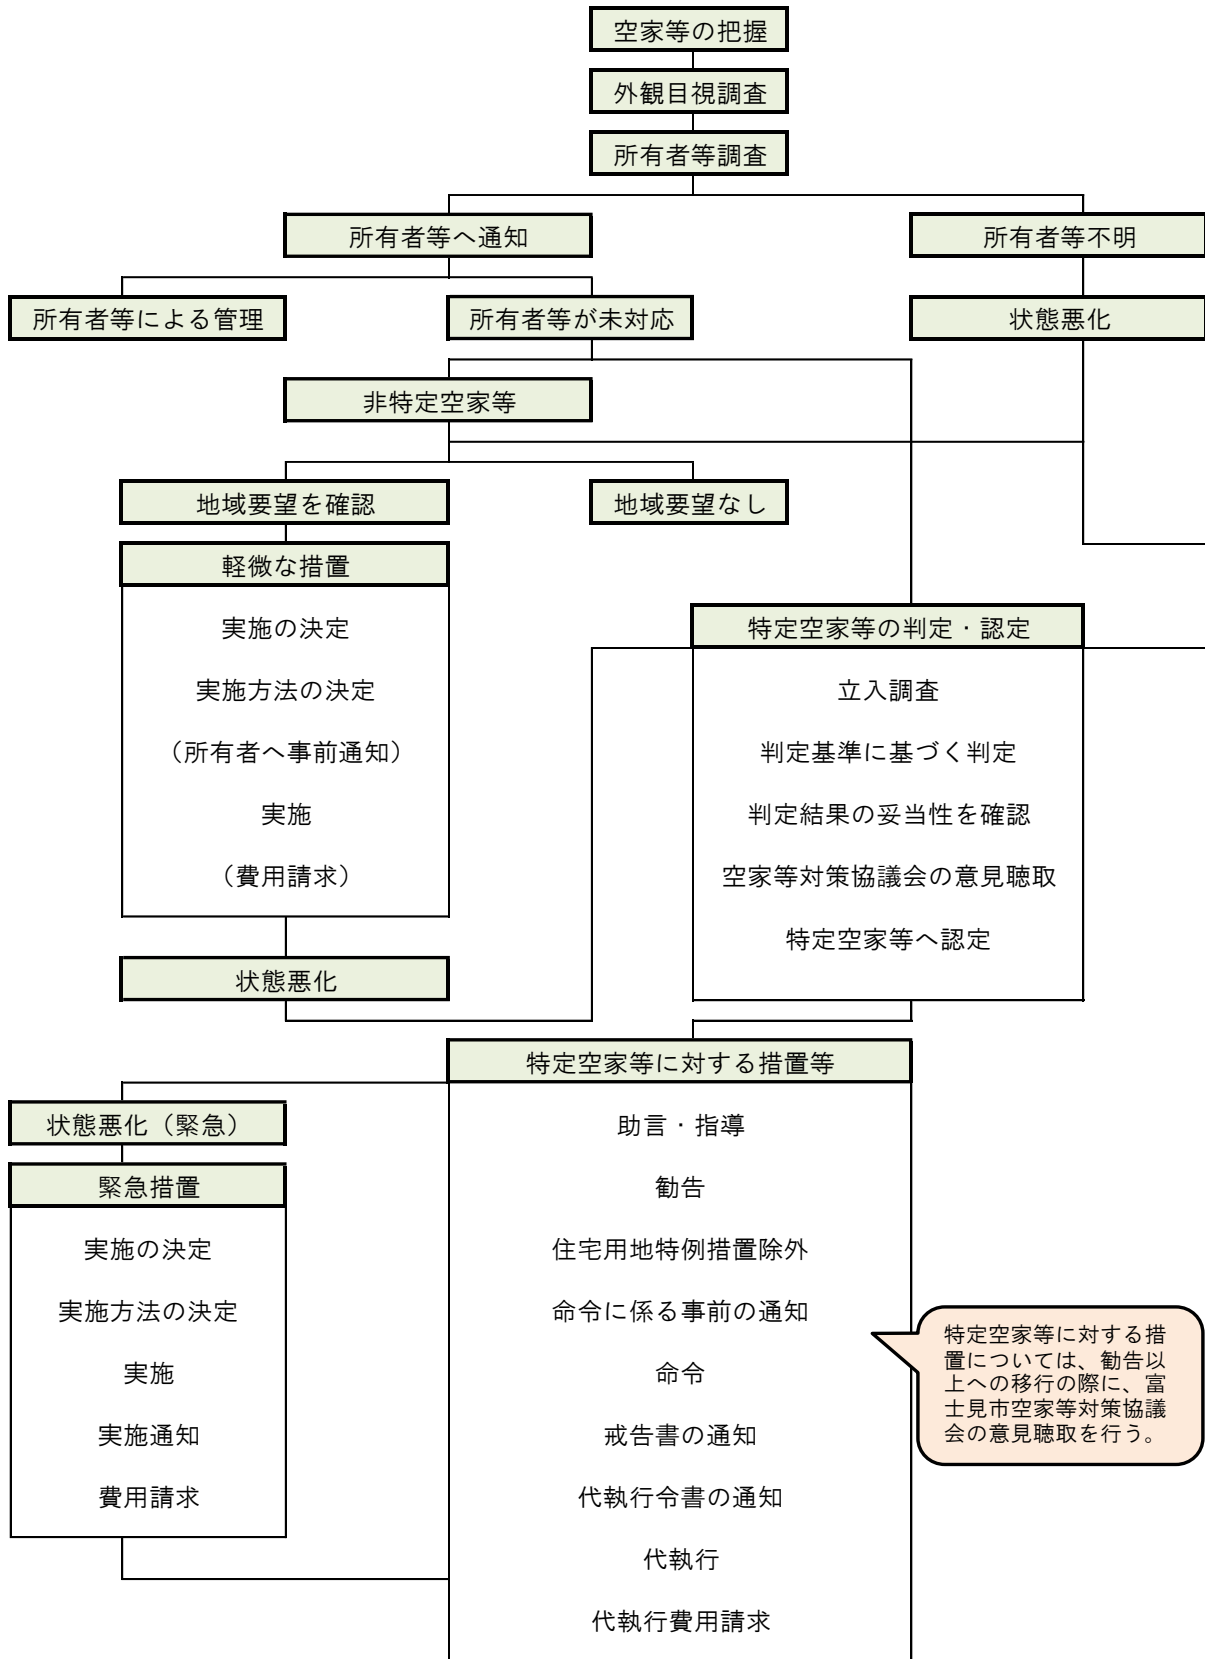 空家等の把握
外観目視調査
所有者等調査
所有者等へ通知
所有者等不明
所有者等による管理
所有者等が未対応
状態悪化
非特定空家等
地域要望を確認
地域要望なし
軽微な措置
実施の決定
実施方法の決定
（所有者へ事前通知）
実施
（費用請求）
状態悪化
特定空家等の判定・認定
立入調査
判定基準に基づく判定
判定結果の妥当性を確認
空家等対策協議会の意見聴取
特定空家等へ認定
特定空家等に対する措置等
助言・指導
勧告
住宅用地特例措置除外
命令に係る事前の通知
命令
戒告書の通知
代執行令書の通知
代執行
代執行費用請求
状態悪化（緊急）
緊急措置
実施の決定
実施方法の決定
実施
実施通知
費用請求
特定空家等に対する措
置については、勧告以
上への移行の際に、富
士見市空家等対策協議
会の意見聴取を行う。